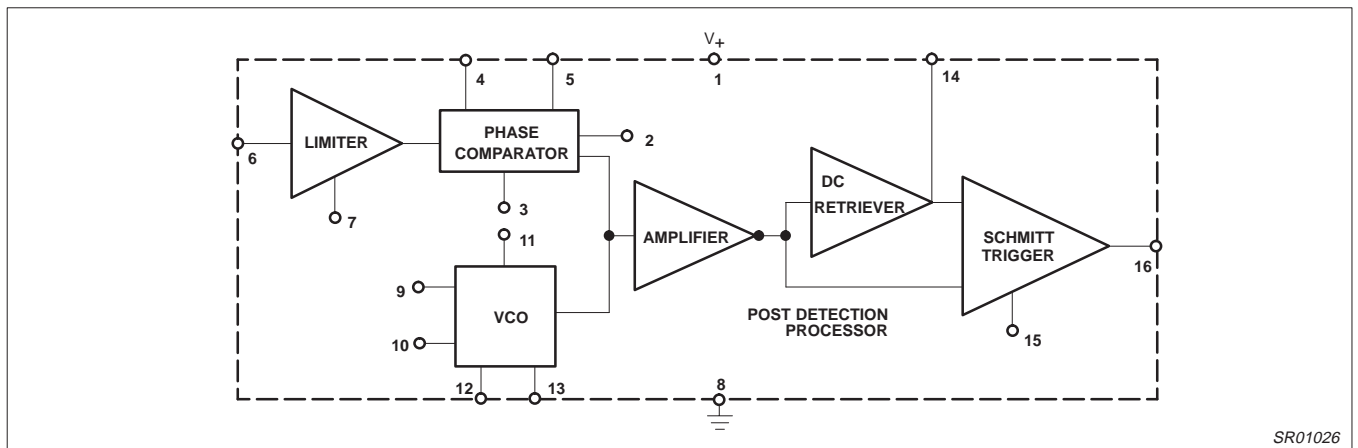 V+
4
5
1
14
LIMITER
PHASE
COMPARATOR
2
6
7
3
11
DC
RETRIEVER
AMPLIFIER
SCHMITT
TRIGGER
16
9
VCO
10
POST DETECTION
PROCESSOR
15
12
13
8
SR01026